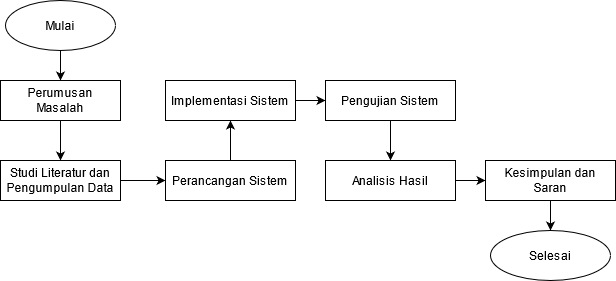 Mulai
Perumusan
Masalah
Studi Literatur dan
Pengumpulan Data
Perancangan Sistem
Implementasi Sistem
Pengujian Sistem
Analisis Hasil
Kesimpulan dan
Saran
Selesai